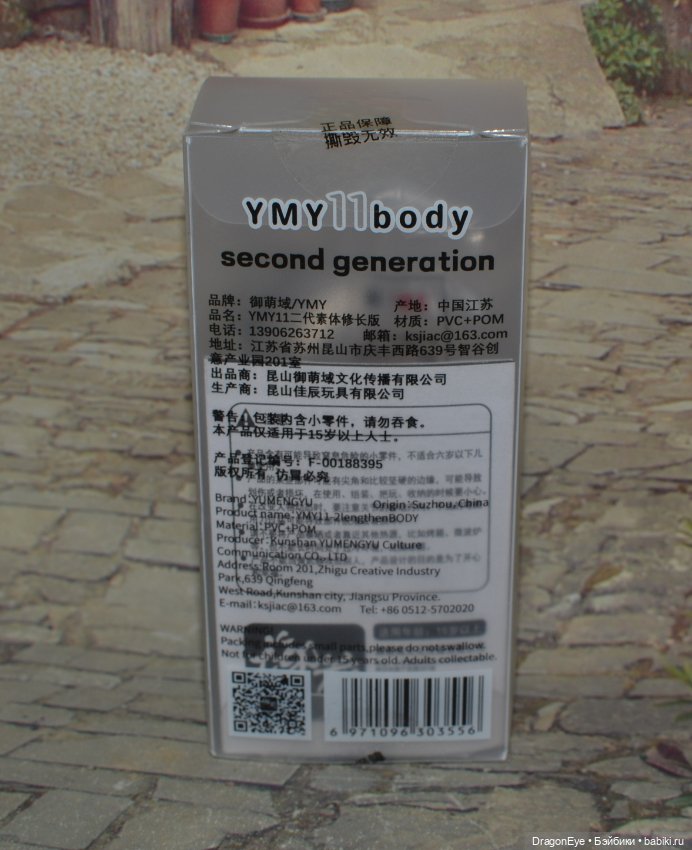 正品保障
撕毁无效
YMY11body
second generation
品牌：御萌域/YMY 产地：中国江苏
品名：YMY11二代素体修长版 材质：PVC+POM
电话：13906263712 邮箱：ksjiac@163.com
地址：江苏省苏州昆山市庆丰西路639号智谷创
意产业园201室
出品商：昆山御萌域文化传播有限公司
生产商：昆山佳辰玩具有限公司
警告：包装内含小零件，请勿吞食。
本产品仅适用于15岁以上人士。
产品登记编号：F-00188395
版权所有 仿冒必究
Brand:YUMENGYU Origin:Suzhou,China
Product name:YMY11-2lengthenBODY
Material:PVC+POM
Producer:Kunshan YUMENGYU Culture
Communication CO.,LTD
Address:Room 201,Zhigu Creative Industry
Park,639 Qingfeng
West Road,Kunshan city, Jiangsu Province.
E-mail:ksjiac@163.com Tel: +86 0512-5702020
WARNING!
Packing includes small parts,please do not swallow.
Not for children under 15 years old. Adults collectable.
6 971096 303556
DragonEye • Бэйбики • babiki.ru